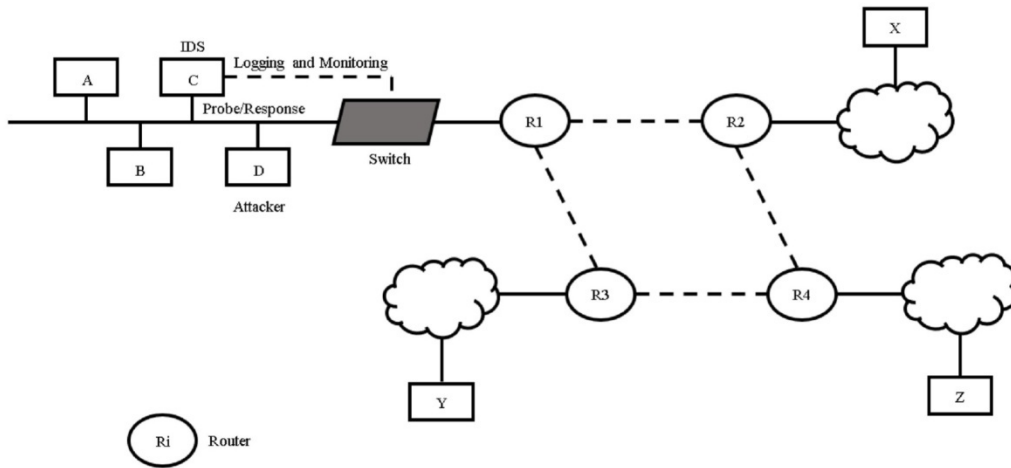 X
IDS
A
C
Logging and Monitoring
Probe/Response
R1
R2
B
D
Switch
Attacker
R3
R4
Y
Z
Ri
Router